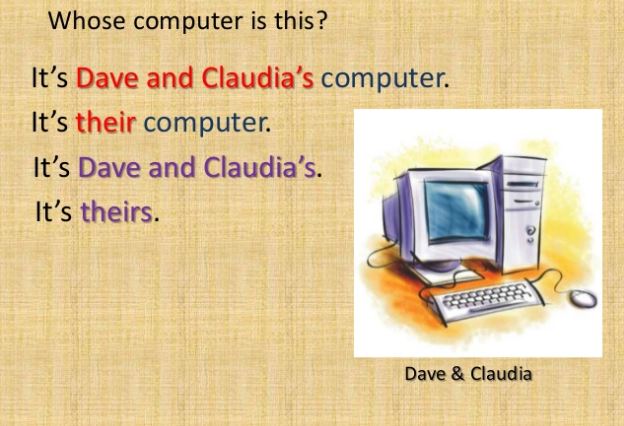 Whose computer is this?
It’s Dave and Claudia’s computer.
It’s their computer.
It’s Dave and Claudia’s.
It’s theirs.
Dave & Claudia